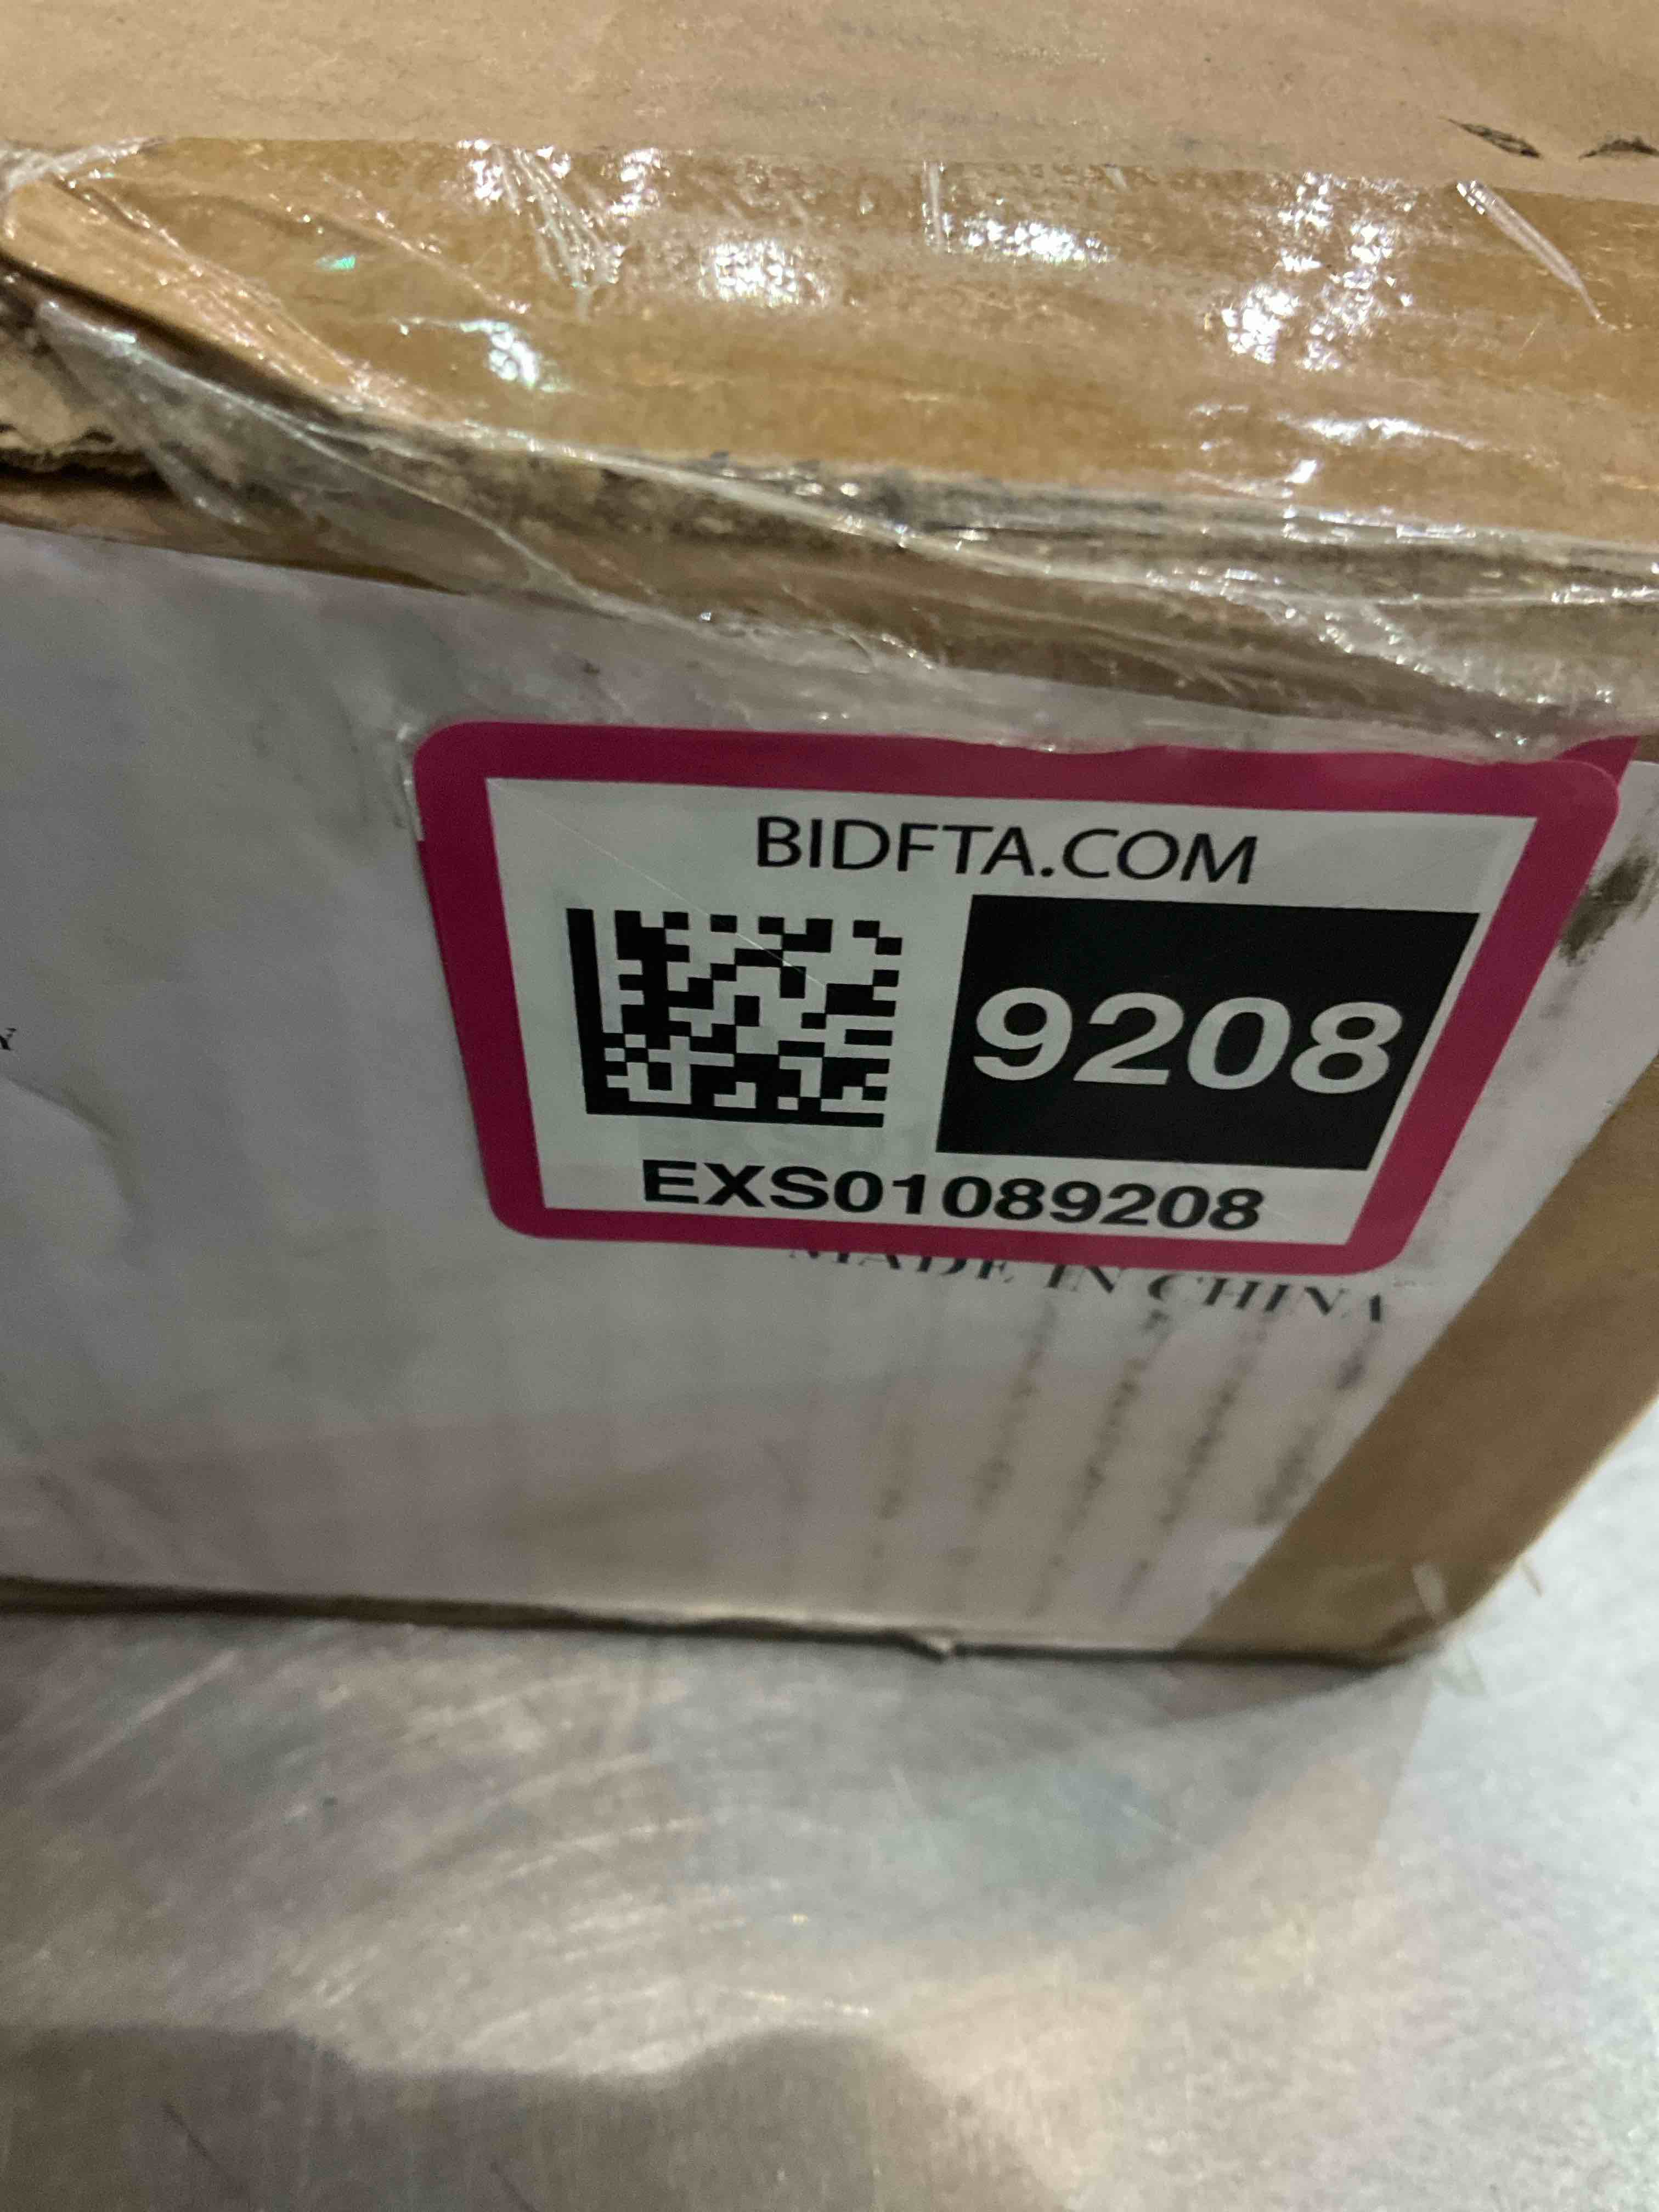 BIDFTA.COM
9208
EXS01089208
MADE IN CHINA
Y